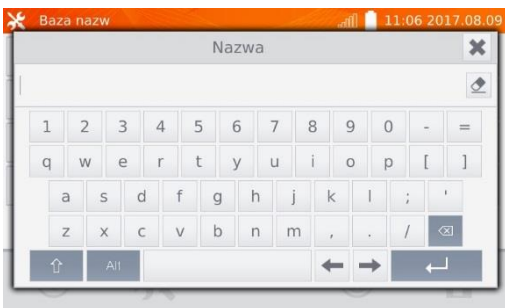 Baza nazw 11:06 2017.08.09
Nazwa
1 2 3 4 5 6 7 8 9 0 - =
q w e r t y u i o p [ ]
a s d f g h j k l ; '
z x c v b n m , . /
Alt